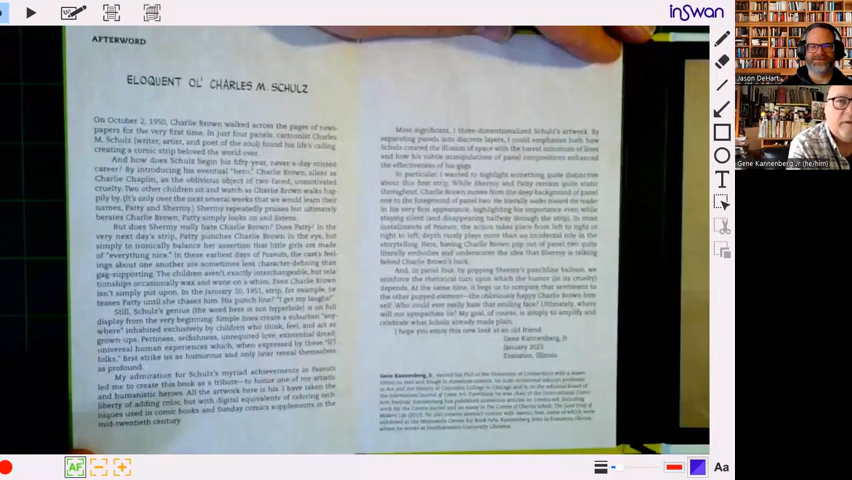 inSwan
AFTERWORD
ELOQUENT OL' CHARLES M. SCHULZ
On October 2, 1950, Charlie Brown walked across the pages of news-
papers for the very first time. In just four panels, cartoonist Charles
M. Schulz (writer, artist, and poet of the soul) found his life's calling,
creating a comic strip beloved the world over.
And how does Schulz begin his fifty-year, never-a-day-missed
career? By introducing his eventual "hero," Charlie Brown, silent as
Charlie Chaplin, as the oblivious object of two-faced, unmotivated
cruelty. Two other children sit and watch as Charlie Brown walks hap-
pily by. (It's only over the next several weeks that we would learn their
names, Patty and Shermy.) Shermy repeatedly praises but ultimately
berates Charlie Brown; Patty simply looks on and listens.
But does Shermy really hate Charlie Brown? Does Patty? In the
very next day's strip, Patty punches Charlie Brown in the eye, but
simply to ironically balance her assertion that little girls are made
of "everything nice." In these earliest days of Peanuts, the cast's feel-
ings about one another are sometimes less character-defining than
gag-supporting. The children aren't exactly interchangeable, but rela-
tionships occasionally wax and wane on a whim. Even Charlie Brown
isn't simply put upon. In the January 10, 1951, strip, for example, he
teases Patty until she chases him. His punch line? "I get my laughs!"
Still, Schulz's genius (the word here is not hyperbole) is on full
display from the very beginning. Simple lines create a suburban "any-
where" inhabited exclusively by children who think, feel, and act as
grown-ups. Pettiness, selfishness, unrequited love, existential dread:
universal human experiences which, when expressed by these "li'l
folks," first strike us as humorous and only later reveal themselves
as profound.
My admiration for Schulz's myriad achievements in Peanuts
led me to create this book as a tribute—to honor one of my artistic
and humanistic heroes. All the artwork here is his. I have taken the
liberty of adding color, but with digital equivalents of coloring tech-
niques used in comic books and Sunday comics supplements in the
mid-twentieth century.
Most significant, I three-dimensionalized Schulz's artwork. By
separating panels into discrete layers, I could emphasize both how
Schulz created the illusion of space with the barest minimum of lines
and how his subtle manipulations of panel compositions enhanced
the effectiveness of his gags.
In particular, I wanted to highlight something quite distinctive
about this first strip. While Shermy and Patty remain quite static
throughout, Charlie Brown moves from the deep background of panel
one to the foreground of panel two. He literally walks toward the reader
in his very first appearance, highlighting his importance even while
staying silent (and disappearing halfway through the strip). In most
installments of Peanuts, the action takes place from left to right or
right to left; depth rarely plays more than an incidental role in the
storytelling. Here, having Charlie Brown pop out of panel two quite
literally embodies and underscores the idea that Shermy is talking
behind Charlie Brown's back.
And, in panel four, by popping Shermy's punchline balloon, we
reinforce the rhetorical turn upon which the humor (in its cruelty)
depends. At the same time, it begs us to compare that sentiment to
the other popped element—the obliviously happy Charlie Brown him-
self. Who could ever really hate that smiling face? Ultimately, where
will our sympathies lie? My goal, of course, is simply to amplify and
celebrate what Schulz already made plain.
I hope you enjoy this new look at an old friend.
Gene Kannenberg, Jr
January 2023
Evanston, Illinois
Gene Kannenberg, Jr.
Jason DeHart
Gene Kannenberg Jr (he/him)
T
AF
Aa